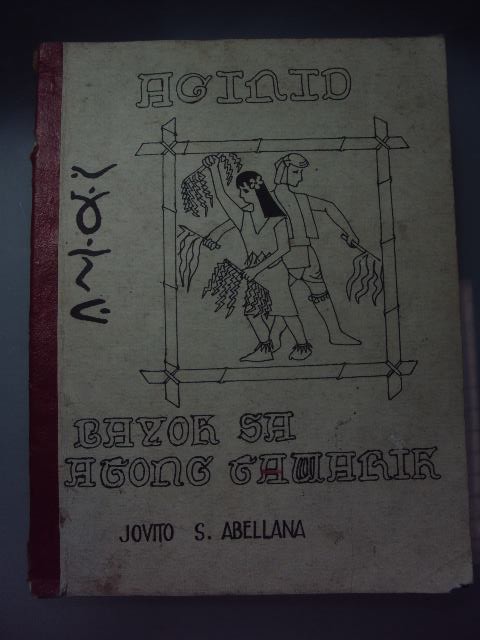 AGINID
BAYOK SA
ATONG TAWARIK
JOVITO S. ABELLANA